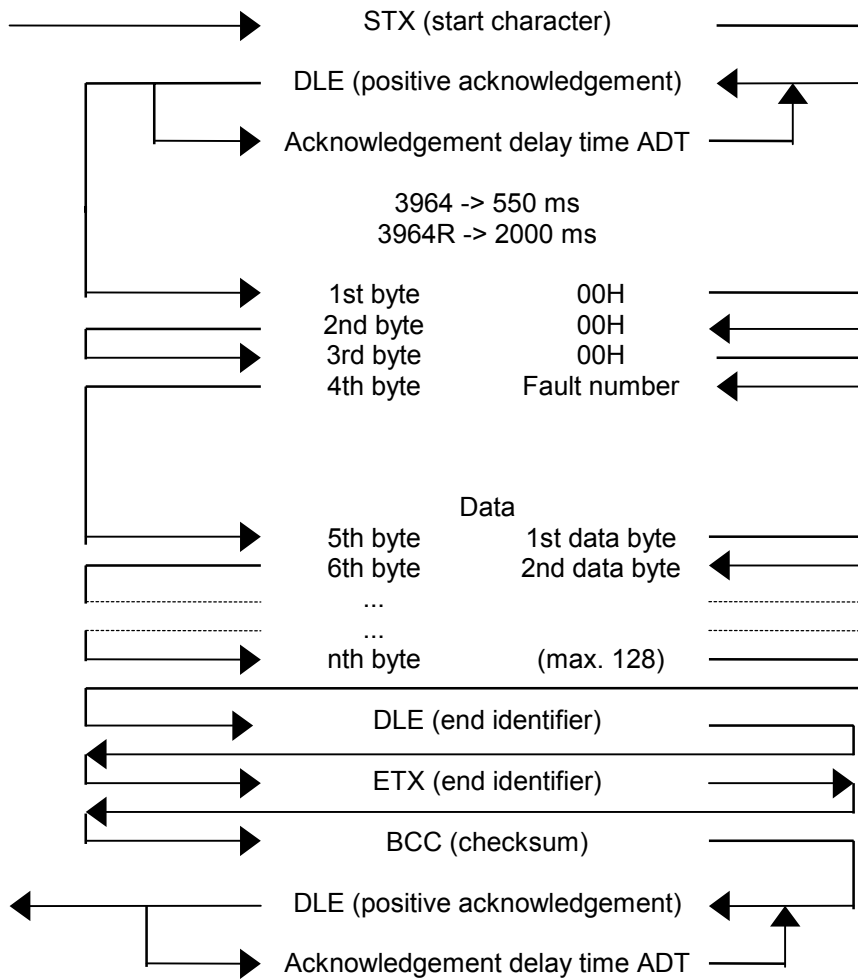 STX (start character)
DLE (positive acknowledgement)
Acknowledgement delay time ADT
3964 -> 550 ms
3964R -> 2000 ms
1st byte 00H
2nd byte 00H
3rd byte 00H
4th byte Fault number
Data
5th byte 1st data byte
6th byte 2nd data byte
...
...
nth byte (max. 128)
DLE (end identifier)
ETX (end identifier)
BCC (checksum)
DLE (positive acknowledgement)
Acknowledgement delay time ADT